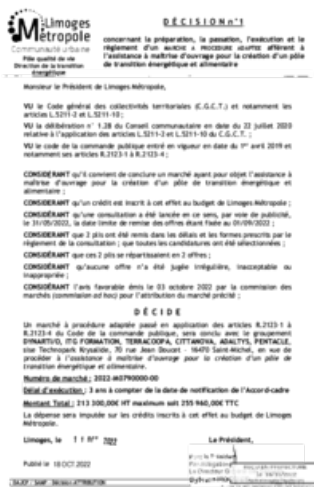 Limoges
Métropole
Communauté urbaine
Pôle qualité de vie
Direction de la transition
énergétique
DÉCISION n°1
concernant la préparation, la passation, l'exécution et le
règlement d'un MARCHE A PROCEDURE ADAPTEE afférent à
l'assistance à maîtrise d'ouvrage pour la création d'un pôle
de transition énergétique et alimentaire
Monsieur le Président de Limoges Métropole,
VU le Code général des collectivités territoriales (C.G.C.T.) et notamment les
articles L.5211-2 et L.5211-10 ;
VU la délibération n° 1.28 du Conseil communautaire en date du 22 juillet 2020
relative à l'application des articles L.5211-2 et L.5211-10 du C.G.C.T. ;
VU le code de la commande publique entré en vigueur en date du 1er avril 2019 et
notamment ses articles R.2123-1 à R.2123-4 ;
CONSIDÉRANT qu'il convient de conclure un marché ayant pour objet l'assistance à
maîtrise d'ouvrage pour la création d'un pôle de transition énergétique et
alimentaire ;
CONSIDÉRANT qu'un crédit est inscrit à cet effet au budget de Limoges Métropole ;
CONSIDÉRANT qu'une consultation a été lancée en ce sens, par voie de publicité,
le 31/05/2022, la date limite de remise des offres étant fixée au 01/09/2022 ;
CONSIDÉRANT que 2 plis ont été remis dans les délais et les formes prescrits par le
règlement de la consultation ; que toutes les candidatures ont été sélectionnées ;
CONSIDÉRANT que ces 2 plis se répartissaient en 2 offres ;
CONSIDÉRANT qu'aucune offre n'a été jugée irrégulière, inacceptable ou
inappropriée ;
CONSIDÉRANT l'avis favorable émis le 03 octobre 2022 par la commission des
marchés (commission ad hoc) pour l'attribution du marché précité ;
DÉCIDE
Un marché à procédure adaptée passé en application des articles R.2123-1 à
R.2123-4 du Code de la commande publique, sera conclu avec le groupement
DYNARTIO, ITG FORMATION, TERRACOOPA, CITTANOVA, ADALTYS, PENTACLE,
sise Technopark Krysalide, 70 rue Jean Doucet - 16470 Saint-Michel, en vue de
procéder à l'assistance à maîtrise d'ouvrage pour la création d'un pôle de
transition énergétique et alimentaire.
Numéro de marché : 2022-M0790000-00
Délai d'exécution : 3 ans à compter de la date de notification de l'Accord-cadre
Montant Total : 213 300,00€ HT maximum soit 255 960,00€ TTC
La dépense sera imputée sur les crédits inscrits à cet effet au budget de Limoges
Métropole.
Limoges, le
Le Président,
Publié le 18 OCT. 2022